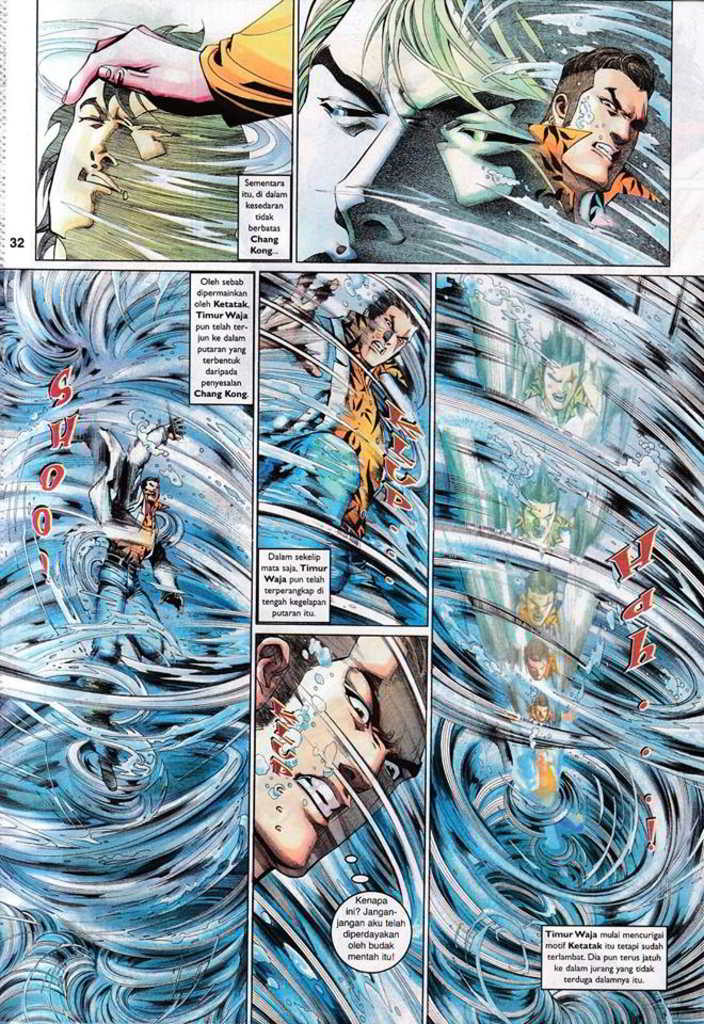 Sementara
itu, di dalam
kesedaran
tidak
berbatas
Chang
Kong...
32
Oleh sebab
dipermainkan
oleh Ketatak,
Timur Waja
pun telah ter-
jun ke dalam
putaran yang
terbentuk
daripada
penyesalan
Chang Kong.
SHOOO!
Dalam sekelip
mata saja, Timur
Waja pun telah
terperangkap di
tengah kegelapan
putaran itu.
Kenapa
ini? Jangan-
jangan aku telah
diperdayakan
oleh budak
mentah itu!
Hah...!!
Timur Waja mulai mencurigai
motif Ketatak itu tetapi sudah
terlambat. Dia pun terus jatuh
ke dalam jurang yang tidak
terduga dalamnya itu.